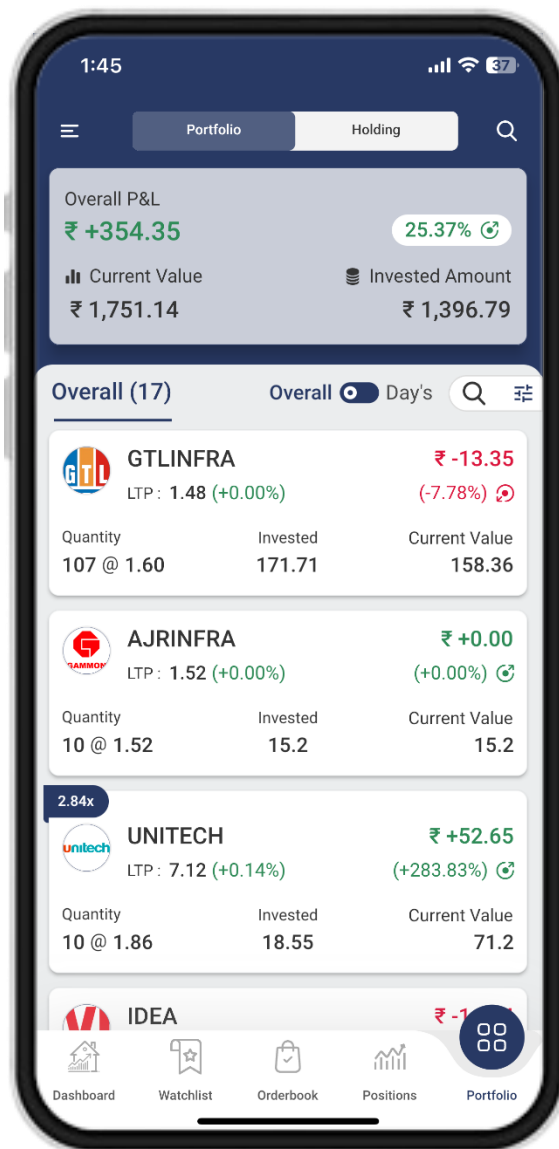 1:45
37
Portfolio Holding
Overall P&L
₹ +354.35 25.37%
Current Value Invested Amount
₹ 1,751.14 ₹ 1,396.79
Overall (17) Overall Day's
GTL GTLINFRA ₹ -13.35
LTP : 1.48 (+0.00%) (-7.78%)
Quantity Invested Current Value
107 @ 1.60 171.71 158.36
AJRINFRA ₹ +0.00
GAMMON LTP : 1.52 (+0.00%) (+0.00%)
Quantity Invested Current Value
10 @ 1.52 15.2 15.2
2.84x
unitech UNITECH ₹ +52.65
LTP : 7.12 (+0.14%) (+283.83%)
Quantity Invested Current Value
10 @ 1.86 18.55 71.2
IDEA
Dashboard Watchlist Orderbook Positions Portfolio